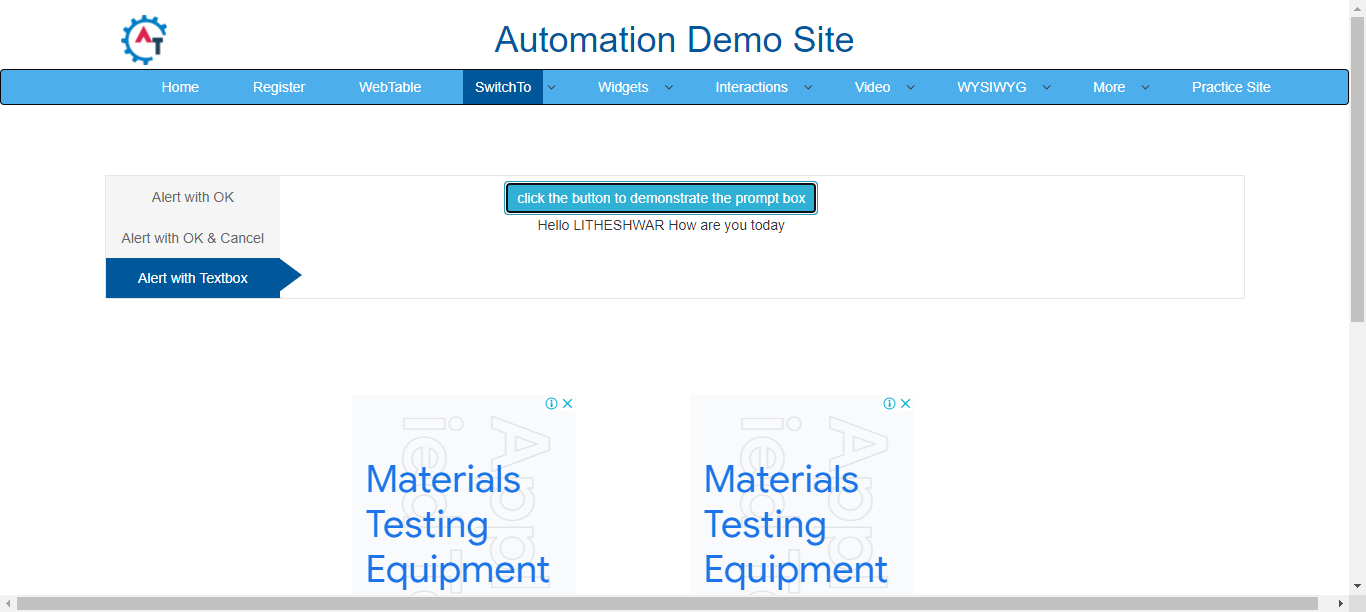 AT
Automation Demo Site
Home Register WebTable SwitchTo Widgets Interactions Video WYSIWYG More Practice Site
Alert with OK
click the button to demonstrate the prompt box
Hello LITHESHWAR How are you today
Alert with OK & Cancel
Alert with Textbox
Materials
Testing
Equipment
Materials
Testing
Equipment